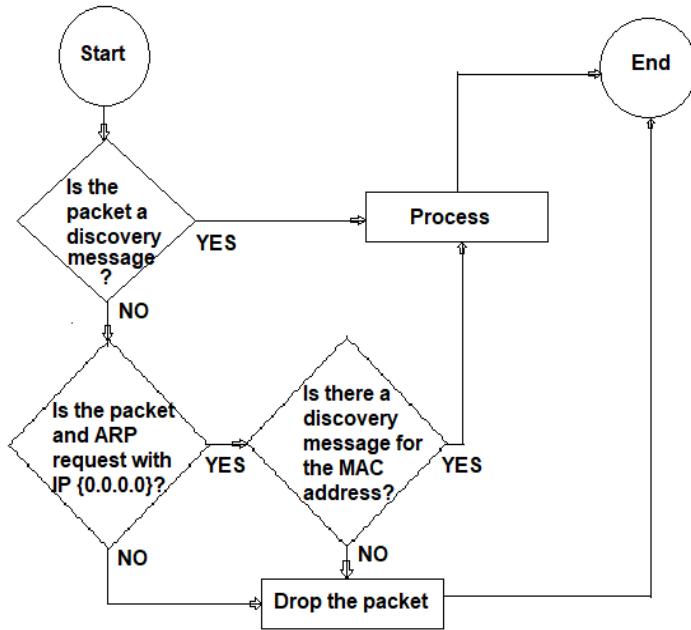 Start
End
Is the
packet a
discovery
message
?
YES
Process
NO
Is the packet
and ARP
request with
IP {0.0.0.0}?
YES
Is there a
discovery
message for
the MAC
address?
YES
NO
NO
Drop the packet